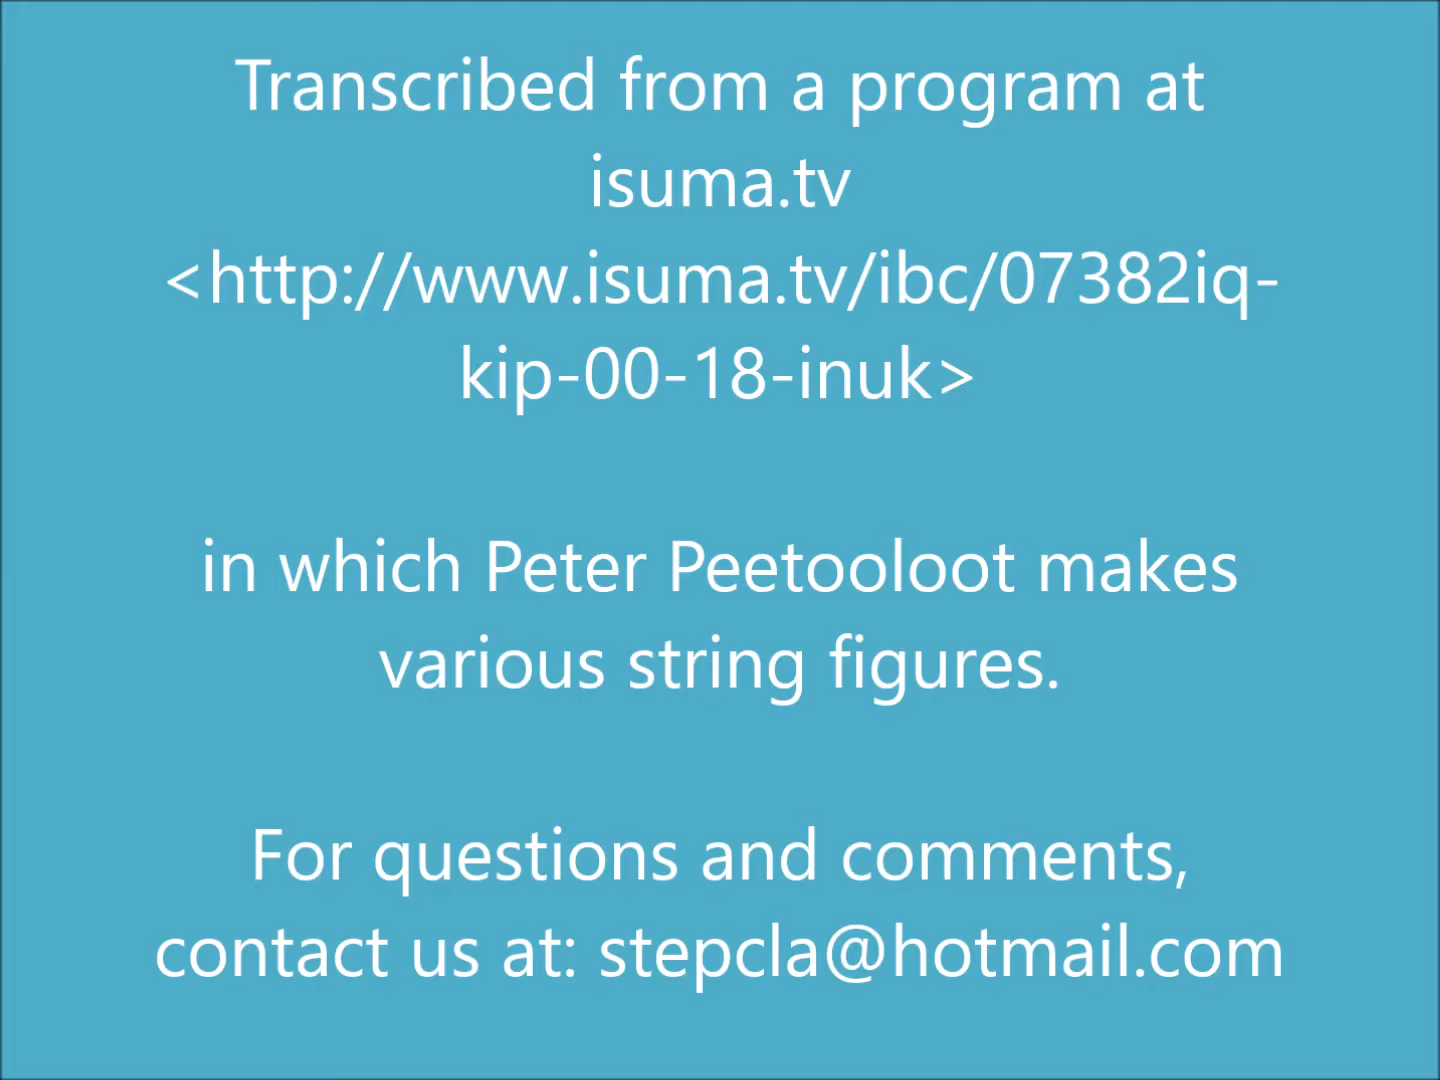 Transcribed from a program at
isuma.tv
<http://www.isuma.tv/ibc/07382iq-
kip-00-18-inuk>
in which Peter Peetooloot makes
various string figures.
For questions and comments,
contact us at: stepcla@hotmail.com